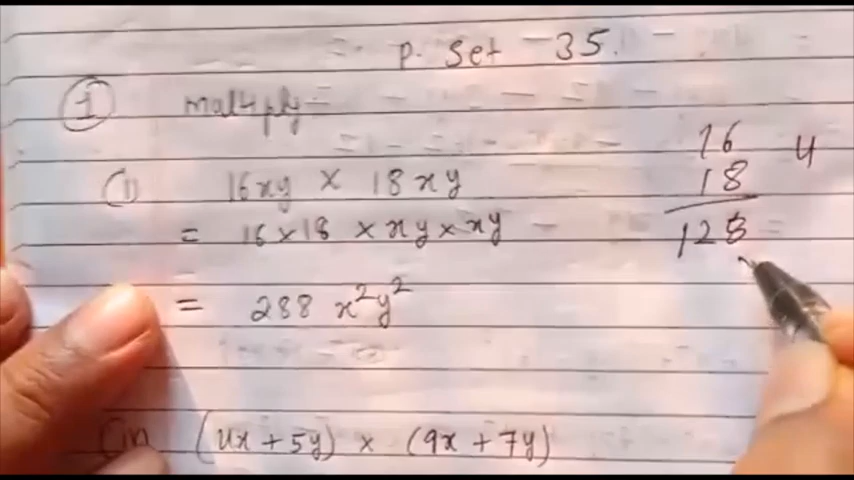 P. Set - 35.
① multiply -
(i) 16xy × 18xy
= 16×18 × xy × xy
= 288 x²y²
(4x + 5y) × (9x + 7y)
16 4
18
128